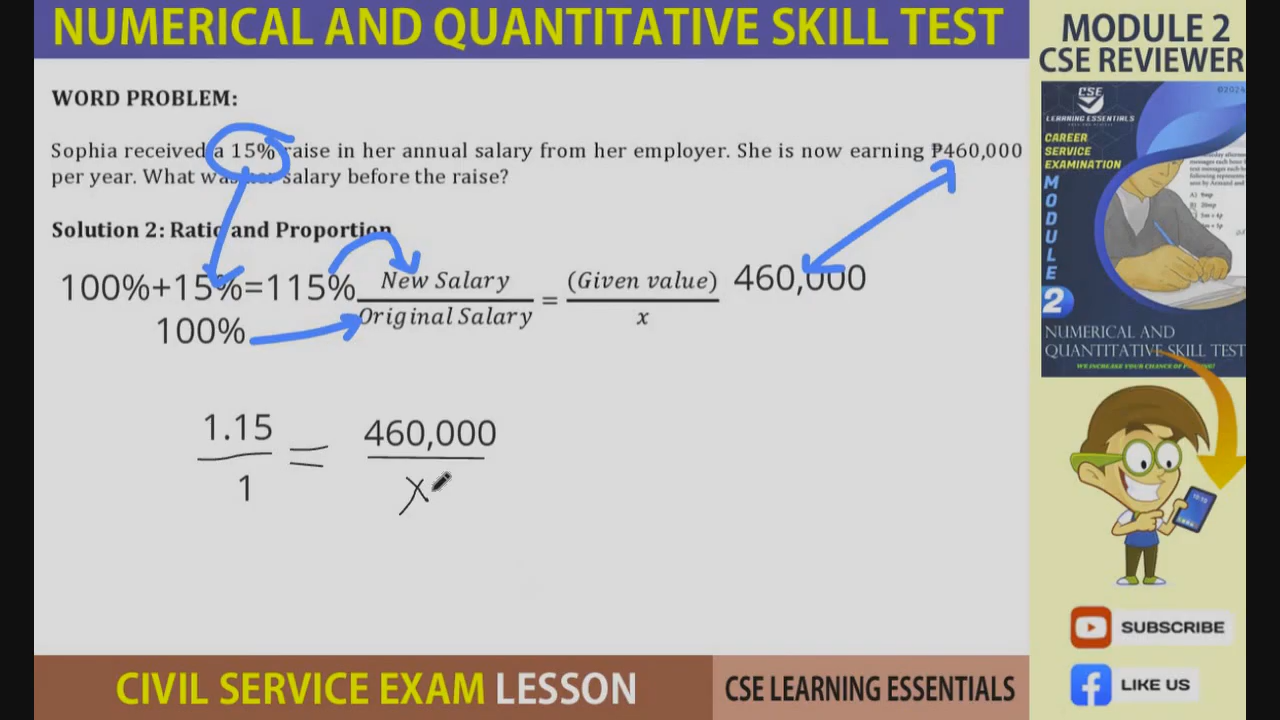 NUMERICAL AND QUANTITATIVE SKILL TEST
WORD PROBLEM:
Sophia received a 15% raise in her annual salary from her employer. She is now earning ₱460,000
per year. What was salary before the raise?
Solution 2: Ratio and Proportion
100%+15%=115% New Salary = (Given value) 460,000
100% Original Salary x
1.15 = 460,000
1 x
CIVIL SERVICE EXAM LESSON
CSE LEARNING ESSENTIALS
MODULE 2
CSE REVIEWER
©2024
CSE
LEARNING ESSENTIALS
CAREER
SERVICE
EXAMINATION
MODULE
2
NUMERICAL AND
QUANTITATIVE SKILL TEST
SUBSCRIBE
LIKE US